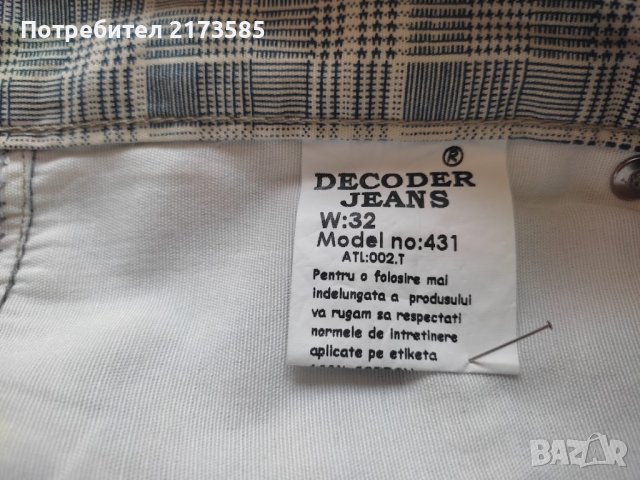 Потребител 2173585
®
DECODER
JEANS
W:32
Model no:431
ATL:002.T
Pentru o folosire mai
indelungata a produsului
va rugam sa respectati
normele de intretinere
aplicate pe etiketa
BAZAR